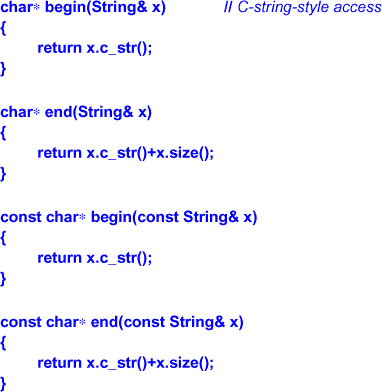 char* begin(String& x) // C-string-style access
{
return x.c_str();
}
char* end(String& x)
{
return x.c_str()+x.size();
}
const char* begin(const String& x)
{
return x.c_str();
}
const char* end(const String& x)
{
return x.c_str()+x.size();
}